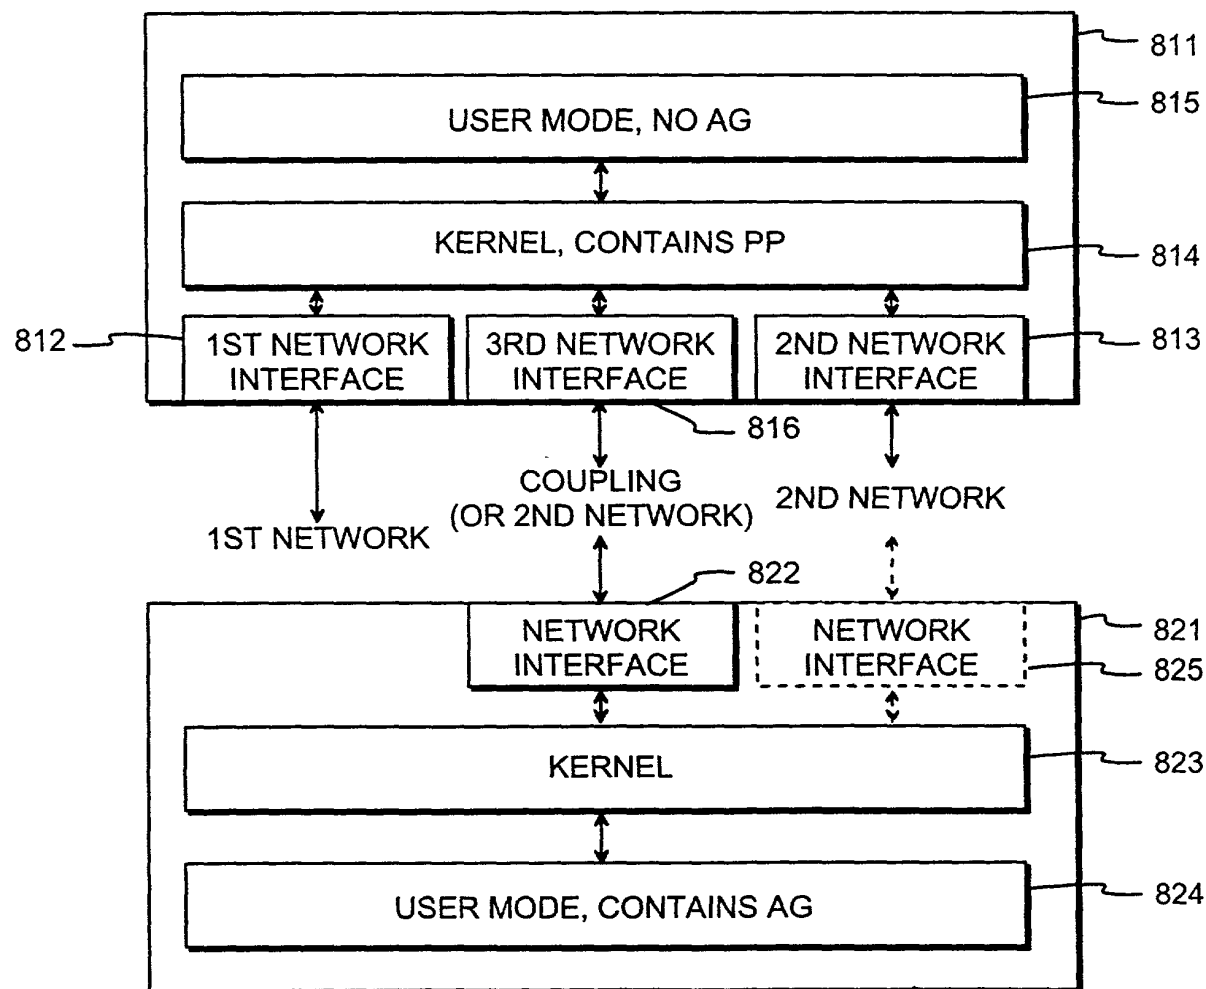 811
USER MODE, NO AG
815
KERNEL, CONTAINS PP
814
812
1ST NETWORK
INTERFACE
3RD NETWORK
INTERFACE
2ND NETWORK
INTERFACE
813
816
COUPLING
(OR 2ND NETWORK)
2ND NETWORK
1ST NETWORK
822
NETWORK
INTERFACE
NETWORK
INTERFACE
821
825
KERNEL
823
USER MODE, CONTAINS AG
824